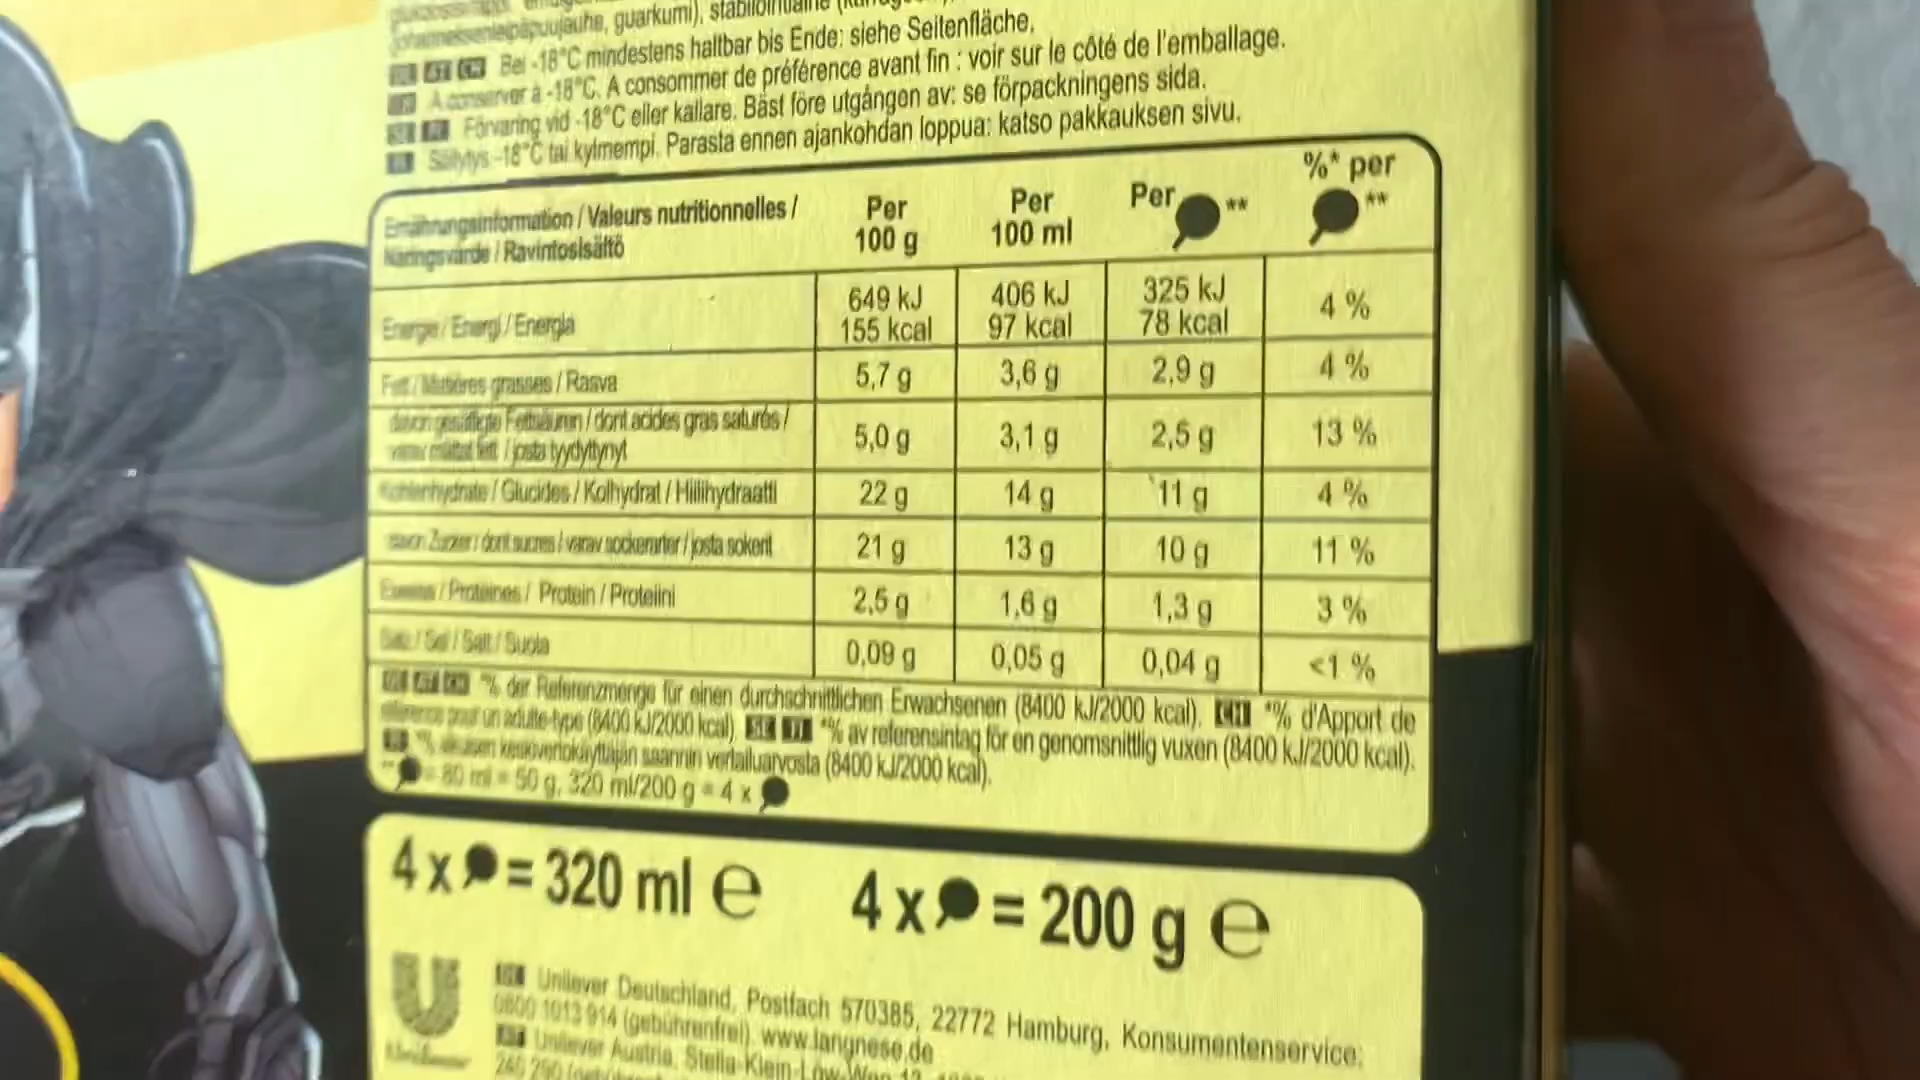 guarkumi),
Bei -18°C mindestens haltbar bis Ende: siehe Seitenfläche.
A conserver à -18°C. A consommer de préférence avant fin : voir sur le côté de l'emballage.
Förvaring vid -18°C eller kallare. Bäst före utgången av: se förpackningens sida.
Säilytys -18°C tai kylmempi. Parasta ennen ajankohdan loppua: katso pakkauksen sivu.
Ernährungsinformation / Valeurs nutritionnelles /
Näringsvärde / Ravintosisältö
Per 100 g
Per 100 ml
Per **
%* per **
Energie / Energi / Energia
649 kJ 406 kJ 325 kJ 4 %
155 kcal 97 kcal 78 kcal
Fett / Matières grasses / Rasva 5,7 g 3,6 g 2,9 g 4 %
davon gesättigte Fettsäuren / dont acides gras saturés /
varav mättat fett / josta tyydyttynyt 5,0 g 3,1 g 2,5 g 13 %
Kohlenhydrate / Glucides / Kolhydrat / Hiilihydraatti 22 g 14 g 11 g 4 %
davon Zucker / dont sucres / varav sockerarter / josta sokerit 21 g 13 g 10 g 11 %
Eiweiss / Protéines / Protein / Proteiini 2,5 g 1,6 g 1,3 g 3 %
Salz / Sel / Salt / Suola 0,09 g 0,05 g 0,04 g <1 %
*% der Referenzmenge für einen durchschnittlichen Erwachsenen (8400 kJ/2000 kcal). *% d'Apport de
référence pour un adulte-type (8400 kJ/2000 kcal). *% av referensintag för en genomsnittlig vuxen (8400 kJ/2000 kcal).
saannin vertailuarvosta (8400 kJ/2000 kcal).
** = 80 ml = 50 g, 320 ml/200 g = 4 x
4 x = 320 ml e 4 x = 200 g e
Unilever Deutschland, Postfach 570385, 22772 Hamburg, Konsumentenservice:
0800 1013 914 (gebührenfrei), www.langnese.de
Unilever
Unilever Austria, Stella-Klein-Löw-Weg